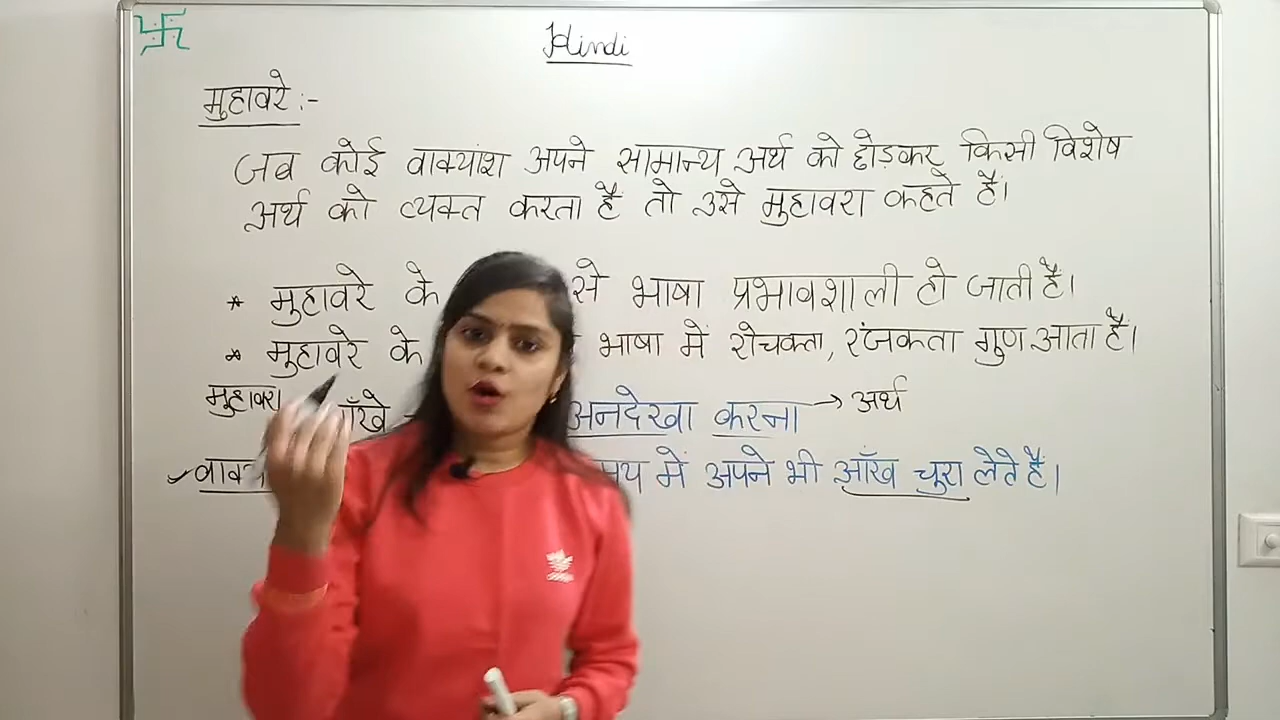 Hindi
मुहावरे :-
जब कोई वाक्यांश अपने सामान्य अर्थ को छोड़कर किसी विशेष
अर्थ को व्यक्त करता है तो उसे मुहावरा कहते हैं।
* मुहावरे के से भाषा प्रभावशाली हो जाती है।
* मुहावरे के भाषा में रोचकता, रंजकता गुण आता है।
मुहावरा अनदेखा करना → अर्थ
में अपने भी आँख चुरा लेते है।